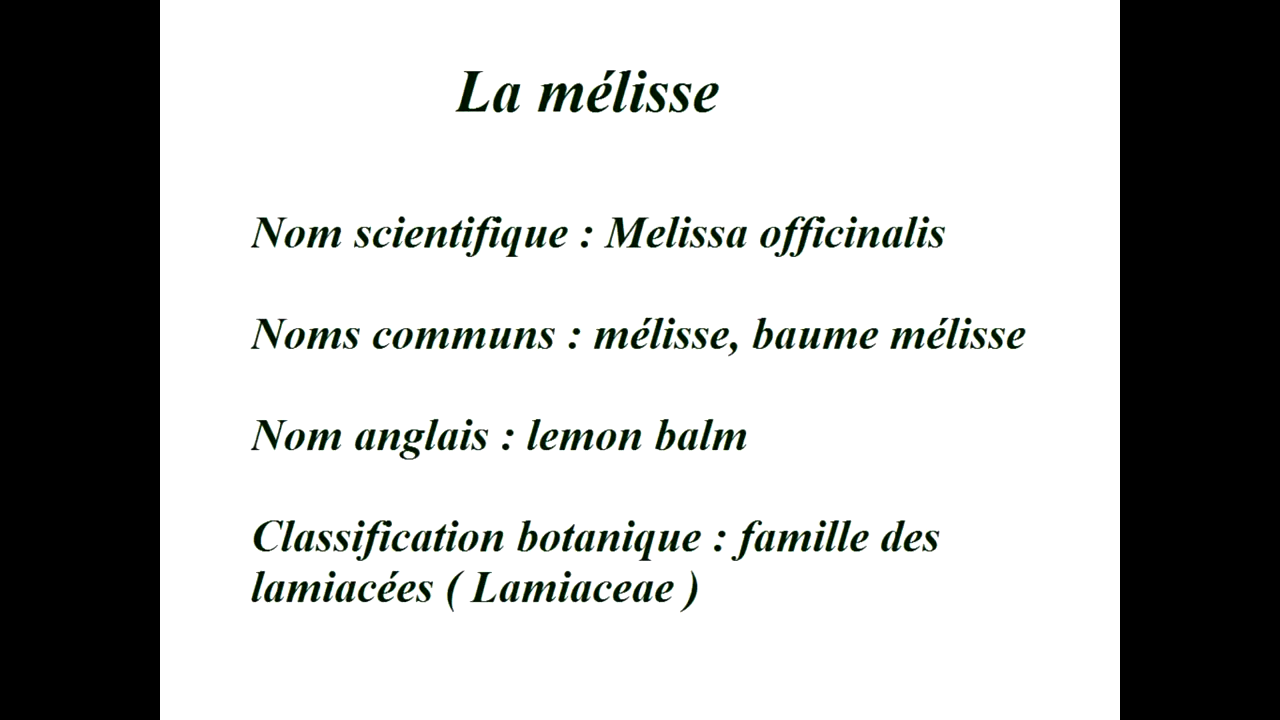 La mélisse
Nom scientifique : Melissa officinalis
Noms communs : mélisse, baume mélisse
Nom anglais : lemon balm
Classification botanique : famille des
lamiacées ( Lamiaceae )